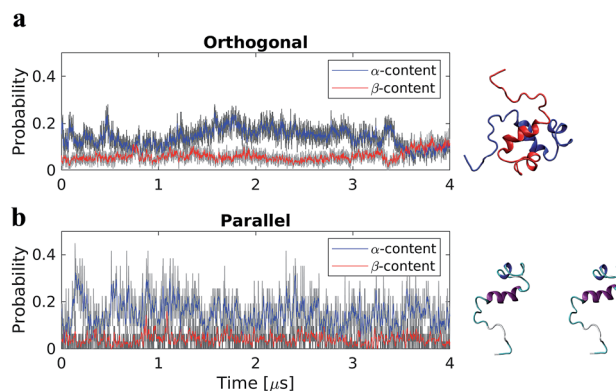 a
Orthogonal
Probability
0.4
0.2
0
α-content
β-content
0 1 2 3 4
b
Parallel
Probability
0.4
0.2
0
α-content
β-content
0 1 2 3 4
Time [μs]